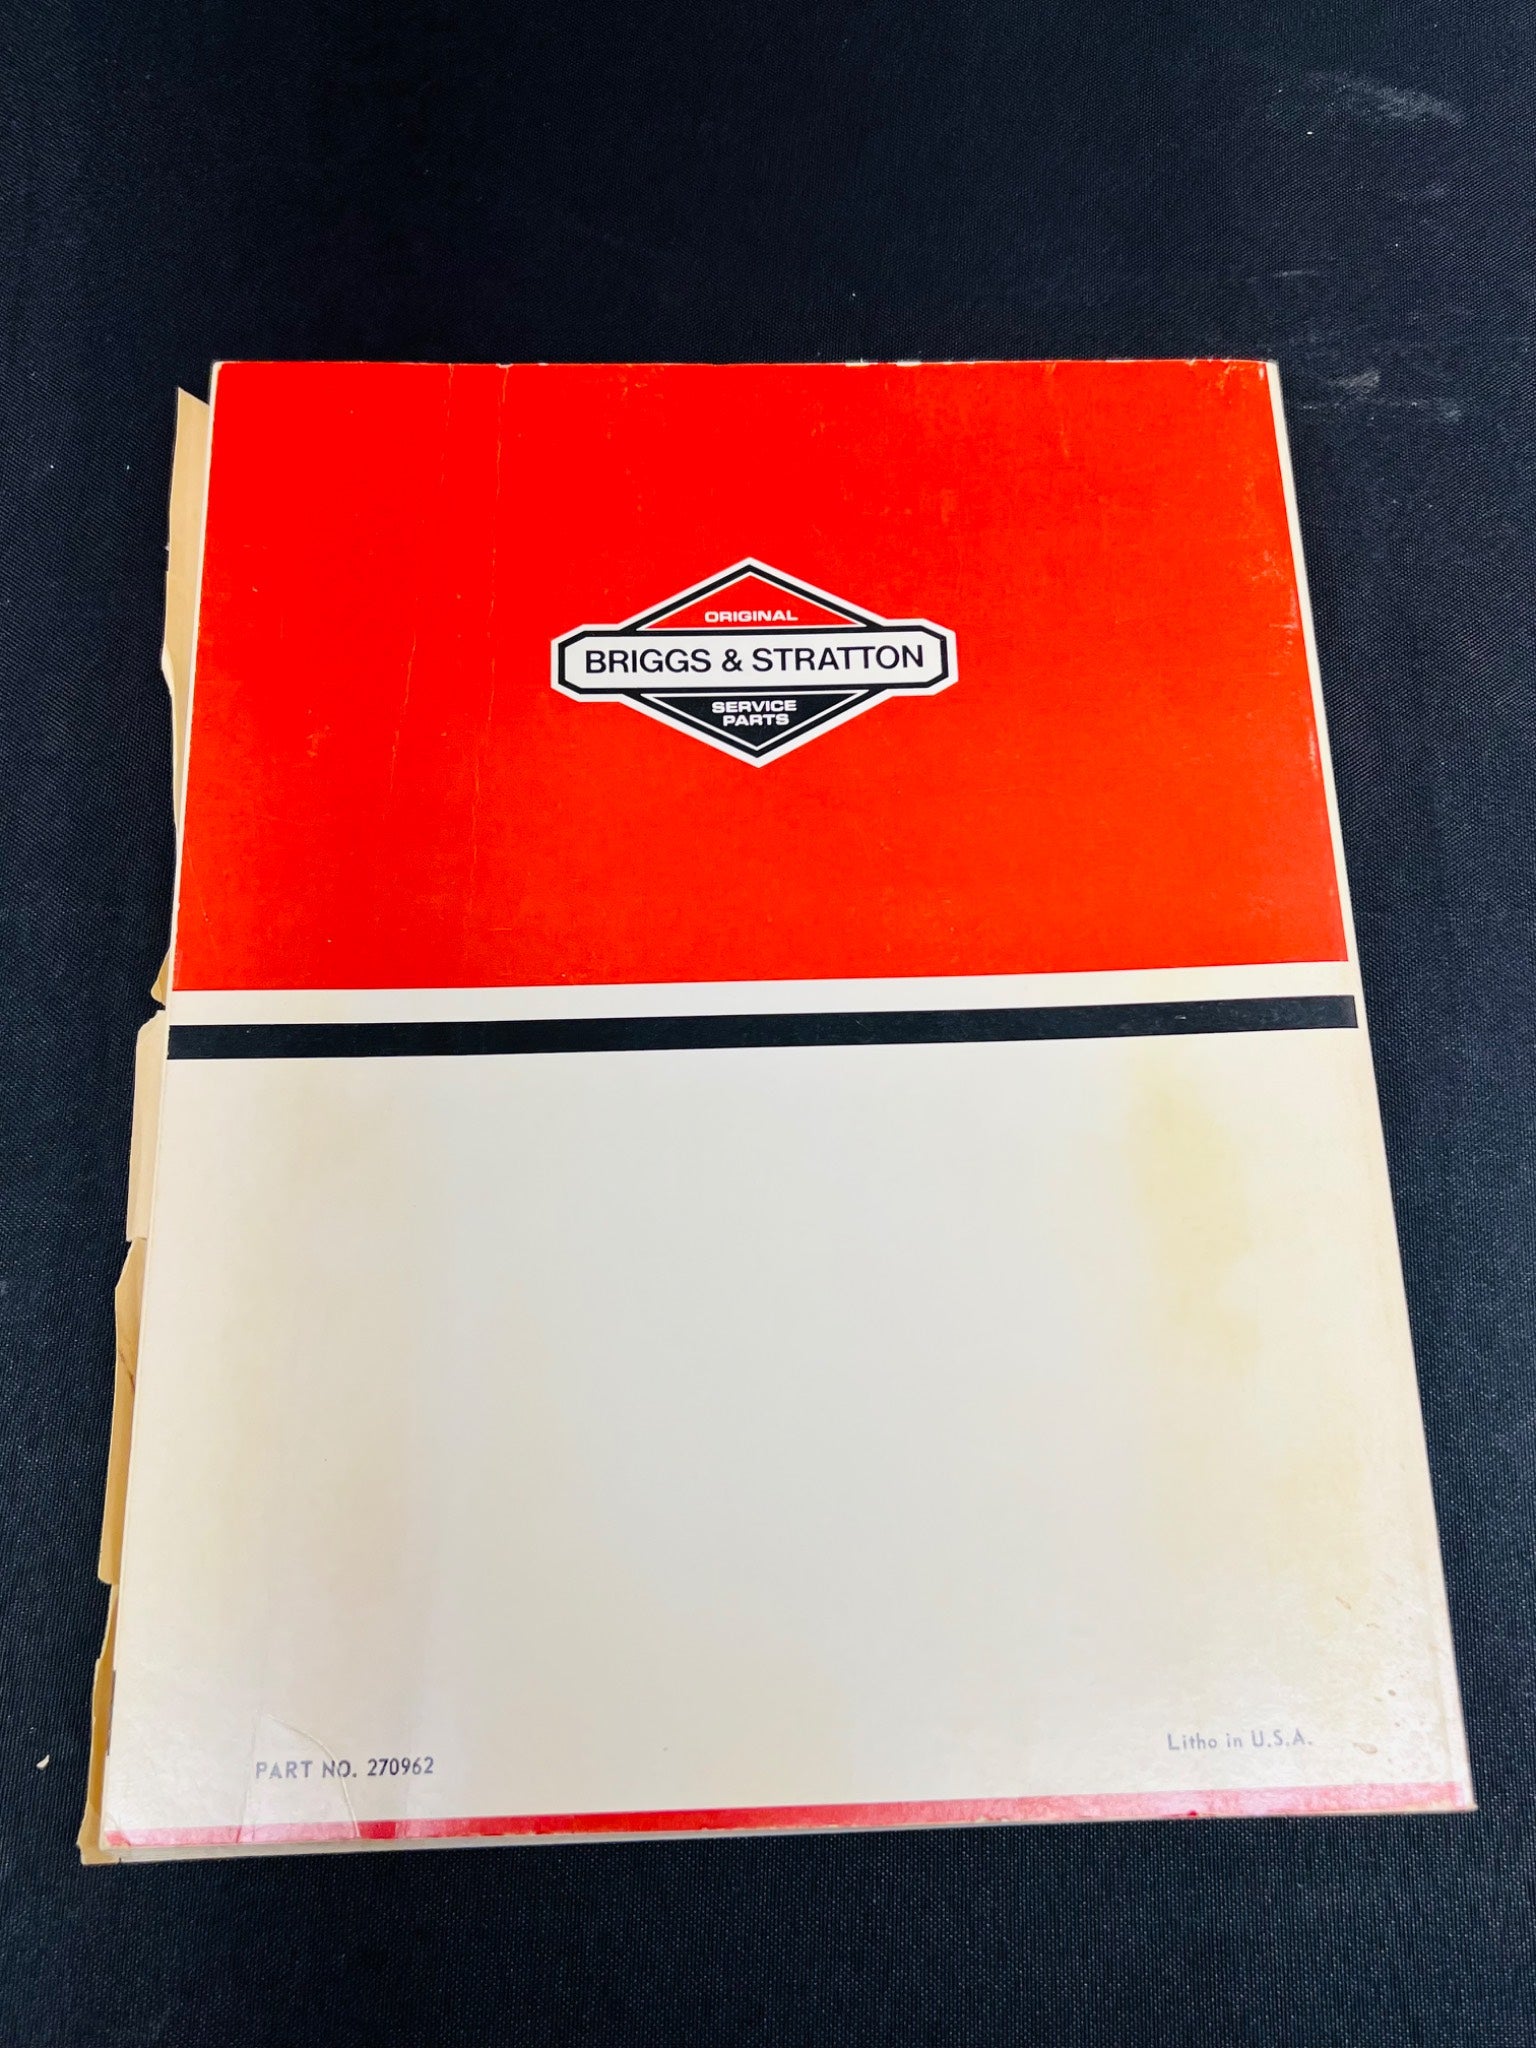 ORIGINAL
BRIGGS & STRATTON
SERVICE
PARTS
PART NO. 270962
Litho in U.S.A.